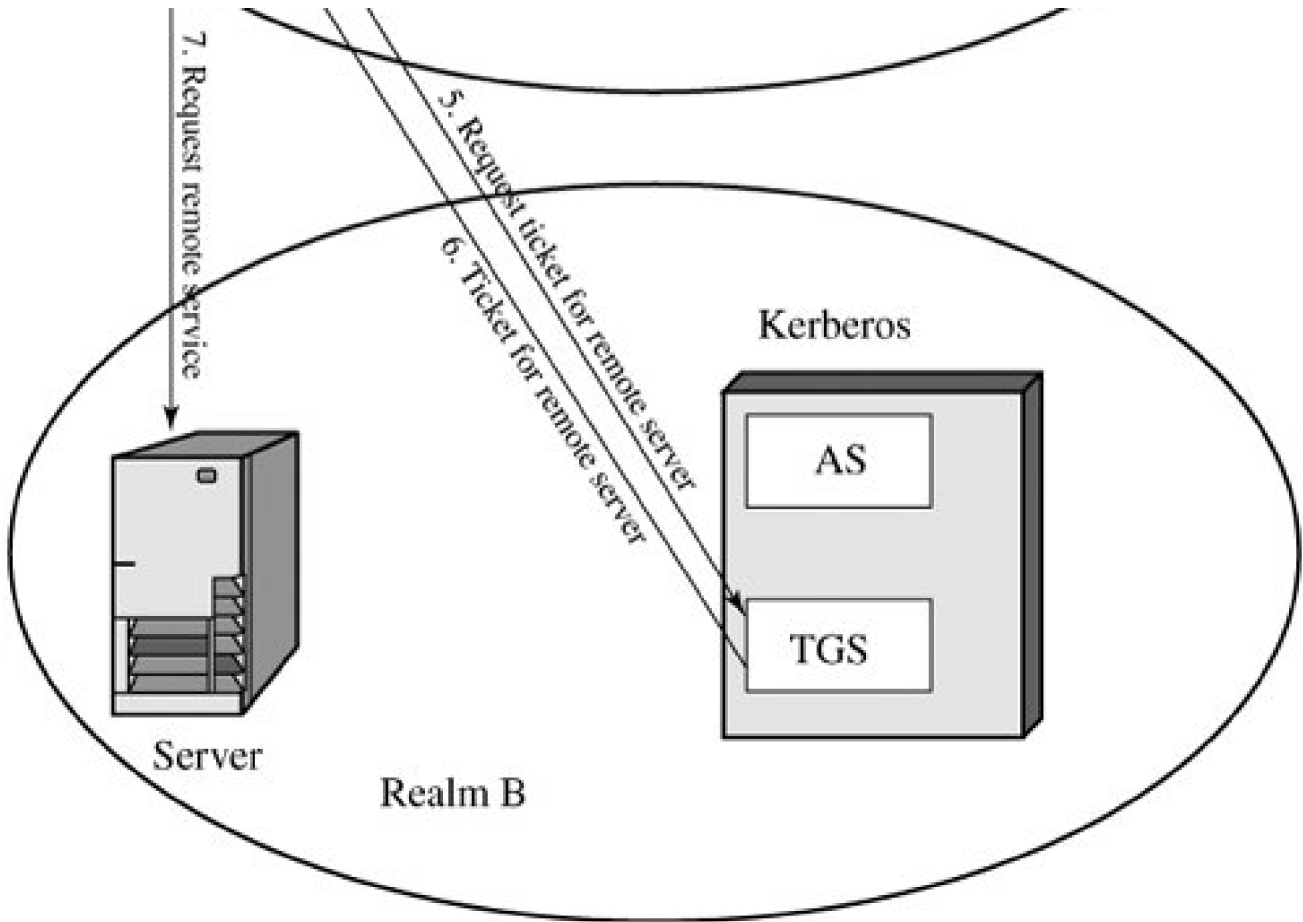 7. Request remote service
5. Request ticket for remote server
6. Ticket for remote server
Kerberos
AS
TGS
Server
Realm B